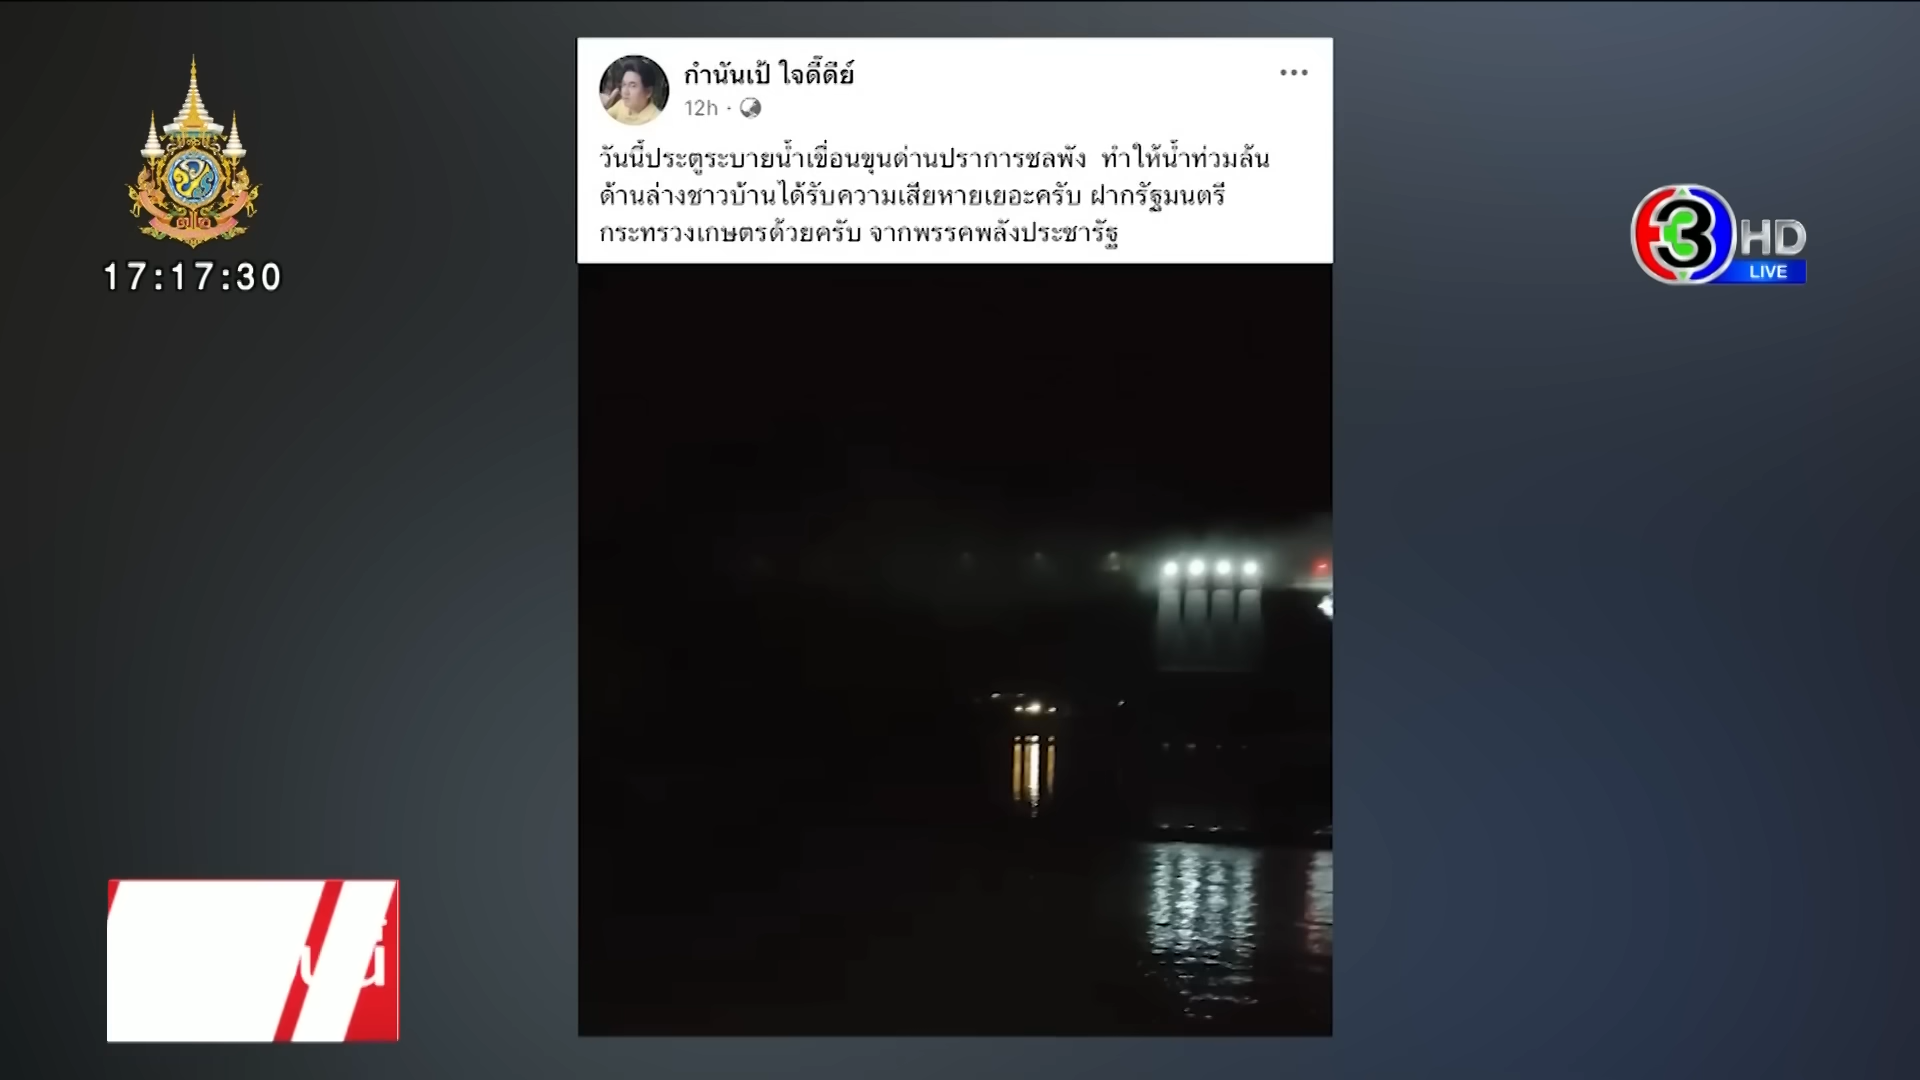 17:17:30
กำนันเป้ ใจดี๊ดีย์
12h ·
วันนี้ประตูระบายน้ำเขื่อนขุนด่านปราการชลพัง ทำให้น้ำท่วมล้น
ด้านล่างชาวบ้านได้รับความเสียหายเยอะครับ ฝากรัฐมนตรี
กระทรวงเกษตรด้วยครับ จากพรรคพลังประชารัฐ
3 HD
LIVE